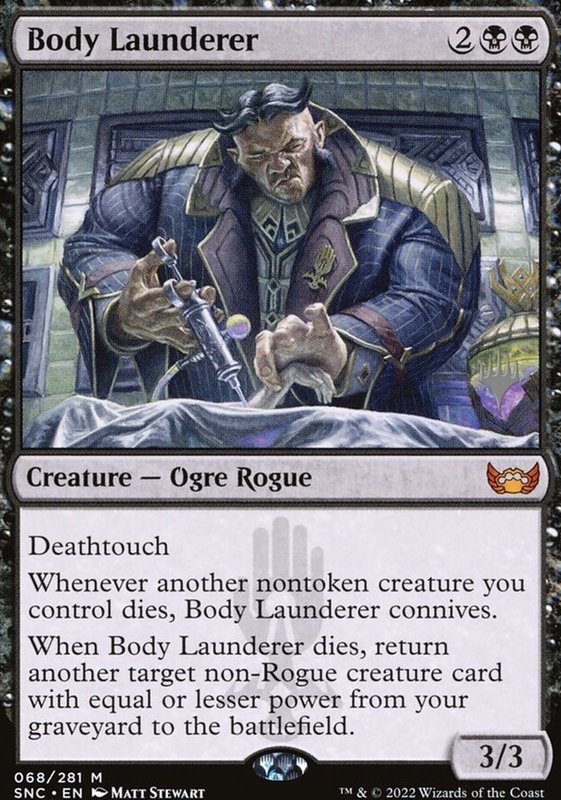 Body Launderer
2
Creature — Ogre Rogue
Deathtouch
Whenever another nontoken creature you
control dies, Body Launderer connives.
When Body Launderer dies, return
another target non-Rogue creature card
with equal or lesser power from your
graveyard to the battlefield.
3/3
068/281 M
SNC • EN Matt Stewart
™ & © 2022 Wizards of the Coast